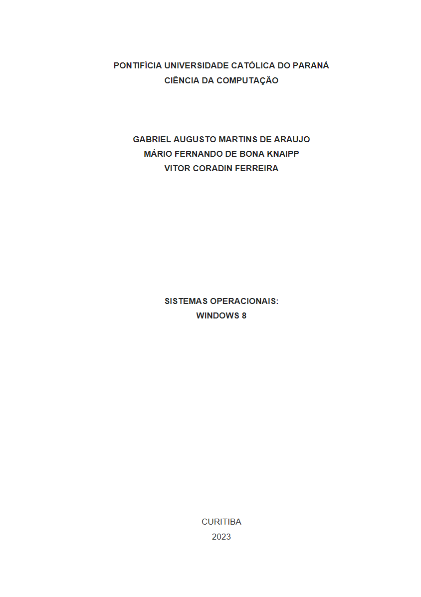 PONTIFÍCIA UNIVERSIDADE CATÓLICA DO PARANÁ
CIÊNCIA DA COMPUTAÇÃO
GABRIEL AUGUSTO MARTINS DE ARAUJO
MÁRIO FERNANDO DE BONA KNAIPP
VITOR CORADIN FERREIRA
SISTEMAS OPERACIONAIS:
WINDOWS 8
CURITIBA
2023